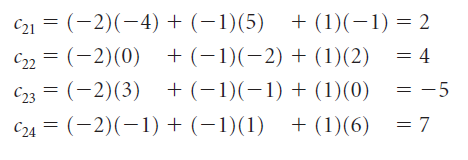 c₂₁ = (−2)(−4) + (−1)(5) + (1)(−1) = 2
c₂₂ = (−2)(0) + (−1)(−2) + (1)(2) = 4
c₂₃ = (−2)(3) + (−1)(−1) + (1)(0) = −5
c₂₄ = (−2)(−1) + (−1)(1) + (1)(6) = 7